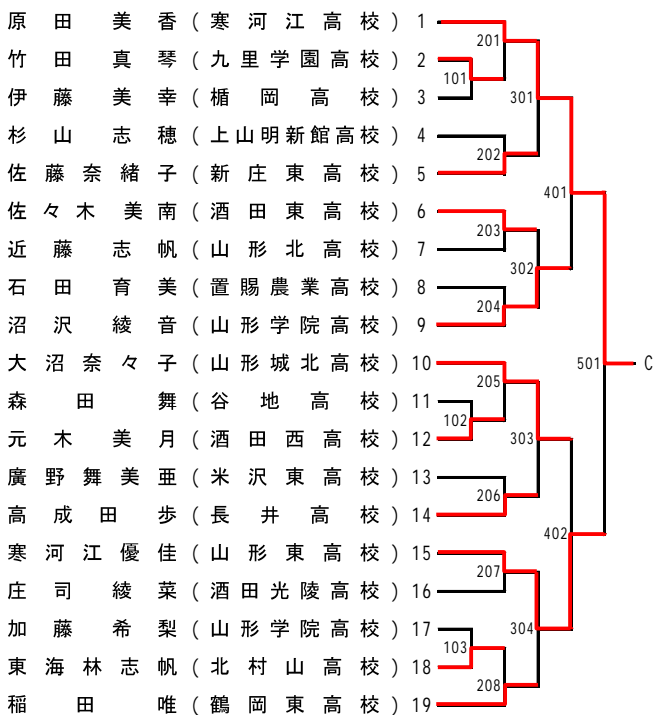 原田美香(寒河江高校) 1
竹田真琴(九里学園高校) 2
伊藤美幸(楯岡高校) 3
杉山志穂(上山明新館高校) 4
佐藤奈緒子(新庄東高校) 5
佐々木美南(酒田東高校) 6
近藤志帆(山形北高校) 7
石田育美(置賜農業高校) 8
沼沢綾音(山形学院高校) 9
大沼奈々子(山形城北高校) 10
森田舞(谷地高校) 11
元木美月(酒田西高校) 12
廣野舞美亜(米沢東高校) 13
高成田歩(長井高校) 14
寒河江優佳(山形東高校) 15
庄司綾菜(酒田光陵高校) 16
加藤希梨(山形学院高校) 17
東海林志帆(北村山高校) 18
稲田唯(鶴岡東高校) 19
101
102
103
201
202
203
204
205
206
207
208
301
302
303
304
401
402
501
C